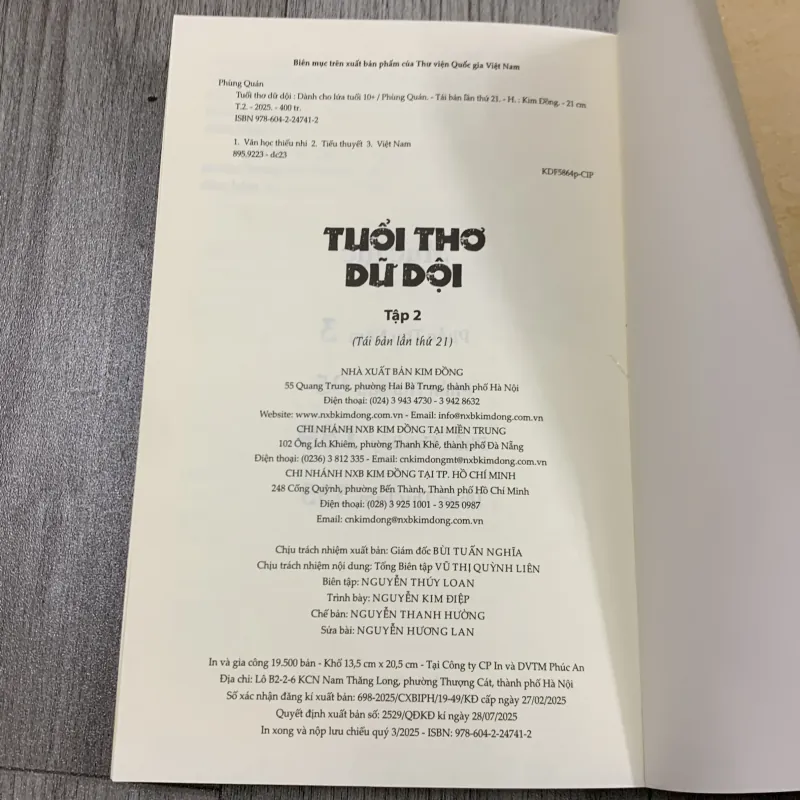 Biên mục trên xuất bản phẩm của Thư viện Quốc gia Việt Nam
Phùng Quán
Tuổi thơ dữ dội : Dành cho lứa tuổi 10+ / Phùng Quán. - Tái bản lần thứ 21. - H. : Kim Đồng. - 21 cm
T.2. - 2025. - 400 tr.
ISBN 978-604-2-24741-2
1. Văn học thiếu nhi 2. Tiểu thuyết 3. Việt Nam
895.9223 - dc23
KDF5864p-CIP
TUỔI THƠ
DỮ DỘI
Tập 2
(Tái bản lần thứ 21)
NHÀ XUẤT BẢN KIM ĐỒNG
55 Quang Trung, phường Hai Bà Trưng, thành phố Hà Nội
Điện thoại: (024) 3 943 4730 - 3 942 8632
Website: www.nxbkimdong.com.vn - Email: info@nxbkimdong.com.vn
CHI NHÁNH NXB KIM ĐỒNG TẠI MIỀN TRUNG
102 Ông Ích Khiêm, phường Thanh Khê, thành phố Đà Nẵng
Điện thoại: (0236) 3 812 335 - Email: cnkimdongmt@nxbkimdong.com.vn
CHI NHÁNH NXB KIM ĐỒNG TẠI TP. HỒ CHÍ MINH
248 Cống Quỳnh, phường Bến Thành, Thành phố Hồ Chí Minh
Điện thoại: (028) 3 925 1001 - 3 925 0987
Email: cnkimdong@nxbkimdong.com.vn
Chịu trách nhiệm xuất bản: Giám đốc BÙI TUẤN NGHĨA
Chịu trách nhiệm nội dung: Tổng Biên tập VŨ THỊ QUỲNH LIÊN
Biên tập: NGUYỄN THÚY LOAN
Trình bày: NGUYỄN KIM ĐIỆP
Chế bản: NGUYỄN THANH HƯỜNG
Sửa bài: NGUYỄN HƯƠNG LAN
In và gia công 19.500 bản - Khổ 13,5 cm x 20,5 cm - Tại Công ty CP In và DVTM Phúc An
Địa chỉ: Lô B2-2-6 KCN Nam Thăng Long, phường Thượng Cát, thành phố Hà Nội
Số xác nhận đăng kí xuất bản: 698-2025/CXBIPH/19-49/KĐ cấp ngày 27/02/2025
Quyết định xuất bản số: 2529/QĐKĐ kí ngày 28/07/2025
In xong và nộp lưu chiểu quý 3/2025 - ISBN: 978-604-2-24741-2